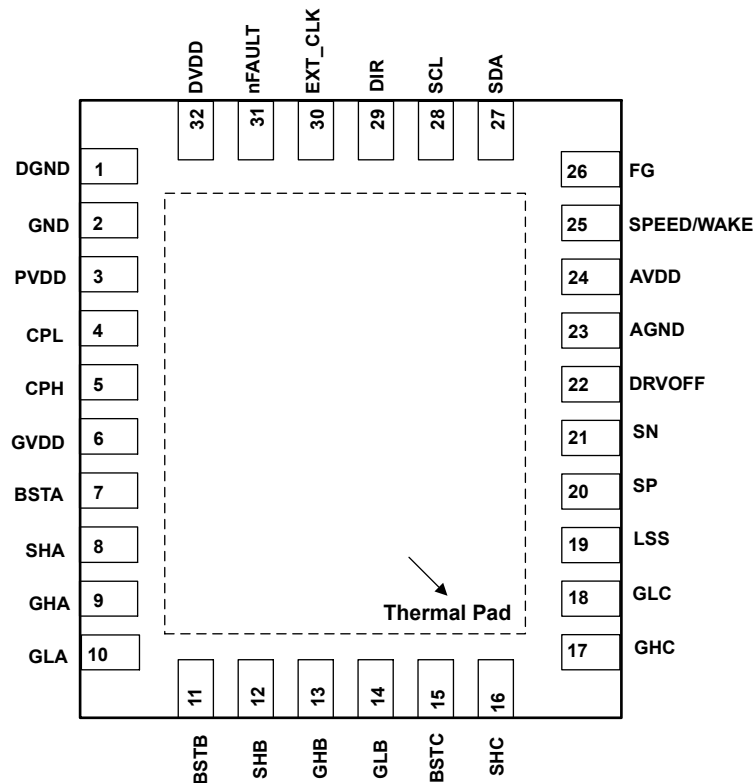 DVDD
nFAULT
EXT_CLK
DIR
SCL
SDA
32
31
30
29
28
27
DGND 1
GND 2
PVDD 3
CPL 4
CPH 5
GVDD 6
BSTA 7
SHA 8
GHA 9
GLA 10
26 FG
25 SPEED/WAKE
24 AVDD
23 AGND
22 DRVOFF
21 SN
20 SP
19 LSS
18 GLC
17 GHC
Thermal Pad
11
12
13
14
15
16
BSTB
SHB
GHB
GLB
BSTC
SHC